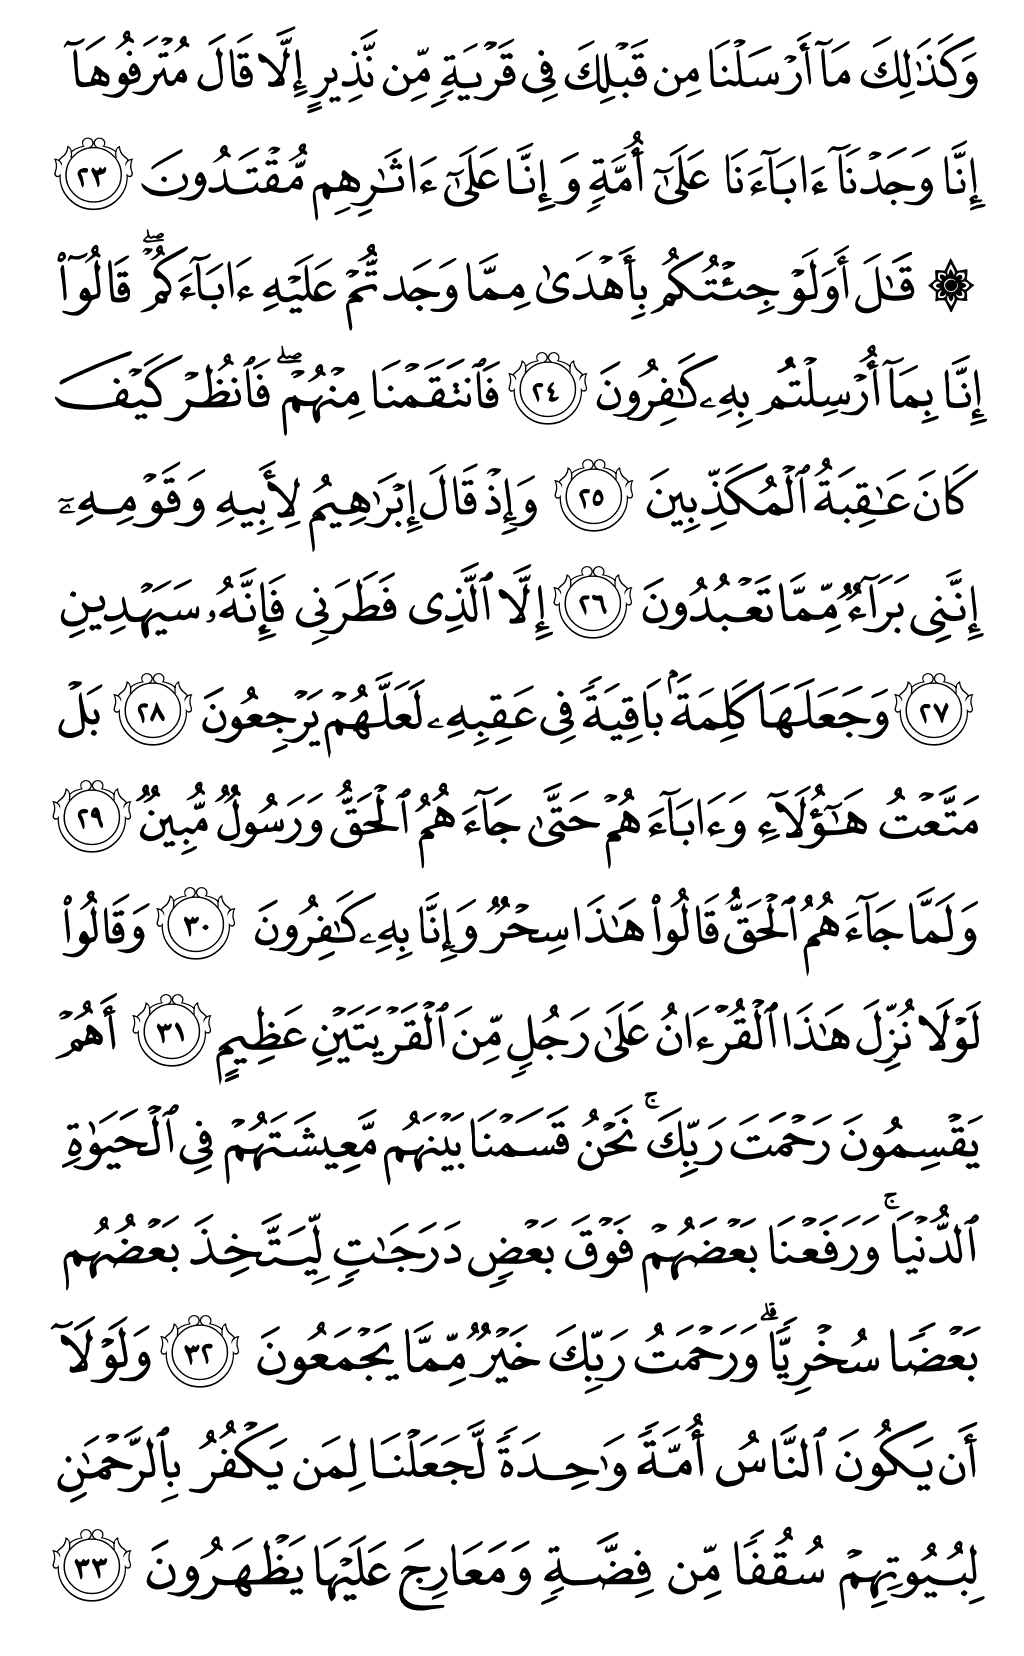 وَكَذَٰلِكَ مَآ أَرْسَلْنَا مِن قَبْلِكَ فِى قَرْيَةٍ مِّن نَّذِيرٍ إِلَّا قَالَ مُتْرَفُوهَآ
إِنَّا وَجَدْنَآ ءَابَآءَنَا عَلَىٰٓ أُمَّةٍ وَإِنَّا عَلَىٰٓ ءَاثَـٰرِهِم مُّقْتَدُونَ ٢٣
۞ قَـٰلَ أَوَلَوْ جِئْتُكُم بِأَهْدَىٰ مِمَّا وَجَدتُّمْ عَلَيْهِ ءَابَآءَكُمْ ۖ قَالُوٓا۟
إِنَّا بِمَآ أُرْسِلْتُم بِهِۦ كَـٰفِرُونَ ٢٤ فَٱنتَقَمْنَا مِنْهُمْ ۖ فَٱنظُرْ كَيْفَ
كَانَ عَـٰقِبَةُ ٱلْمُكَذِّبِينَ ٢٥ وَإِذْ قَالَ إِبْرَٰهِيمُ لِأَبِيهِ وَقَوْمِهِۦٓ
إِنَّنِى بَرَآءٌ مِّمَّا تَعْبُدُونَ ٢٦ إِلَّا ٱلَّذِى فَطَرَنِى فَإِنَّهُۥ سَيَهْدِينِ
٢٧ وَجَعَلَهَا كَلِمَةًۢ بَاقِيَةً فِى عَقِبِهِۦ لَعَلَّهُمْ يَرْجِعُونَ ٢٨ بَلْ
مَتَّعْتُ هَـٰٓؤُلَآءِ وَءَابَآءَهُمْ حَتَّىٰ جَآءَهُمُ ٱلْحَقُّ وَرَسُولٌ مُّبِينٌ ٢٩
وَلَمَّا جَآءَهُمُ ٱلْحَقُّ قَالُوا۟ هَـٰذَا سِحْرٌ وَإِنَّا بِهِۦ كَـٰفِرُونَ ٣٠ وَقَالُوا۟
لَوْلَا نُزِّلَ هَـٰذَا ٱلْقُرْءَانُ عَلَىٰ رَجُلٍ مِّنَ ٱلْقَرْيَتَيْنِ عَظِيمٍ ٣١ أَهُمْ
يَقْسِمُونَ رَحْمَتَ رَبِّكَ ۚ نَحْنُ قَسَمْنَا بَيْنَهُم مَّعِيشَتَهُمْ فِى ٱلْحَيَوٰةِ
ٱلدُّنْيَا ۚ وَرَفَعْنَا بَعْضَهُمْ فَوْقَ بَعْضٍ دَرَجَـٰتٍ لِّيَتَّخِذَ بَعْضُهُم
بَعْضًا سُخْرِيًّا ۗ وَرَحْمَتُ رَبِّكَ خَيْرٌ مِّمَّا يَجْمَعُونَ ٣٢ وَلَوْلَآ
أَن يَكُونَ ٱلنَّاسُ أُمَّةً وَٰحِدَةً لَّجَعَلْنَا لِمَن يَكْفُرُ بِٱلرَّحْمَـٰنِ
لِبُيُوتِهِمْ سُقُفًا مِّن فِضَّةٍ وَمَعَارِجَ عَلَيْهَا يَظْهَرُونَ ٣٣